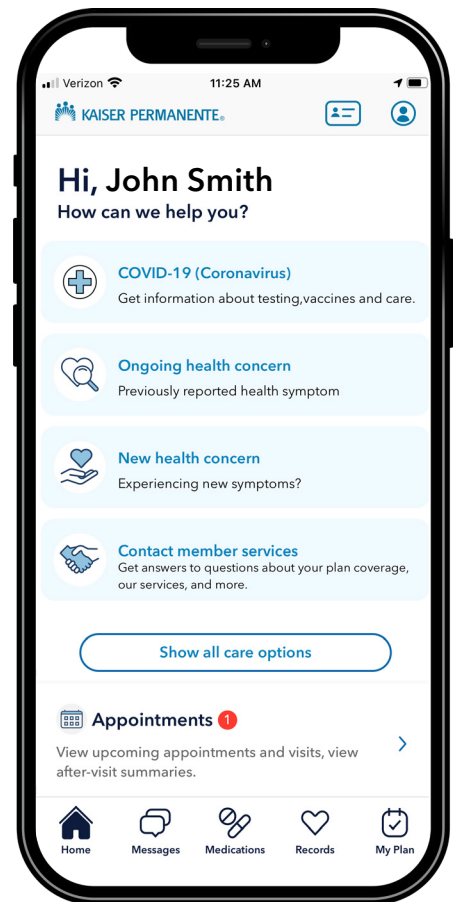 Verizon 11:25 AM
KAISER PERMANENTE®
Hi, John Smith
How can we help you?
COVID-19 (Coronavirus)
Get information about testing,vaccines and care.
Ongoing health concern
Previously reported health symptom
New health concern
Experiencing new symptoms?
Contact member services
Get answers to questions about your plan coverage,
our services, and more.
Show all care options
Appointments 1
View upcoming appointments and visits, view
after-visit summaries.
Home Messages Medications Records My Plan